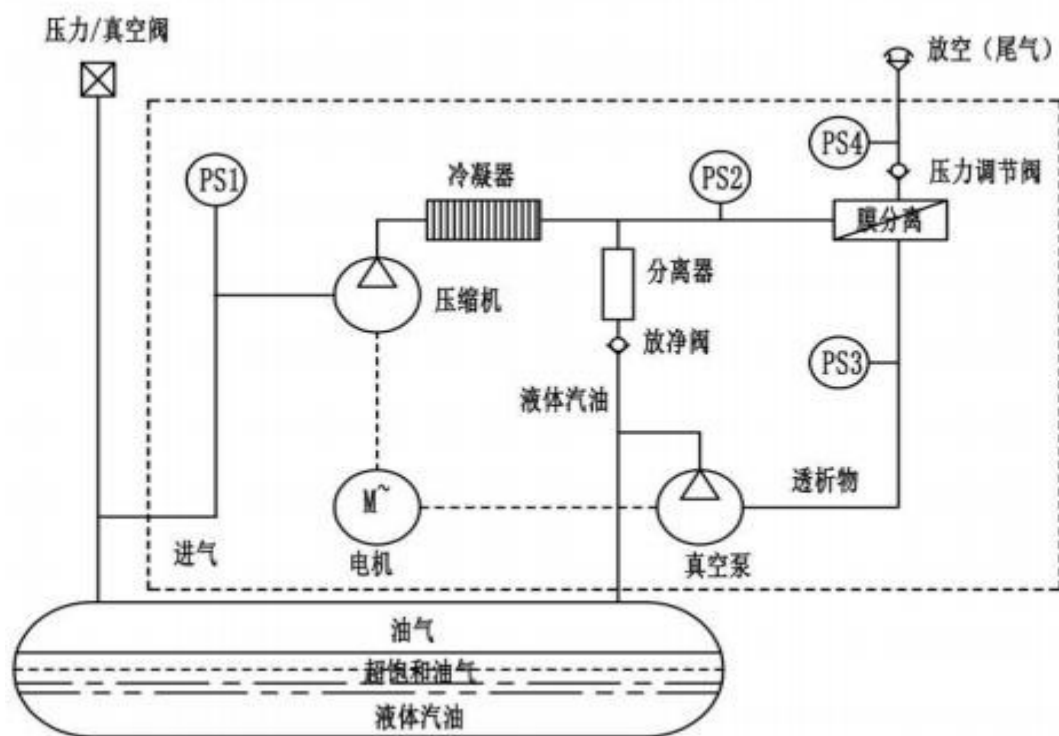 压力/真空阀
放空（尾气）
PS1
冷凝器
PS2
PS4
压力调节阀
膜分离
压缩机
分离器
放净阀
PS3
液体汽油
M~
电机
真空泵
透析物
进气
油气
超饱和油气
液体汽油